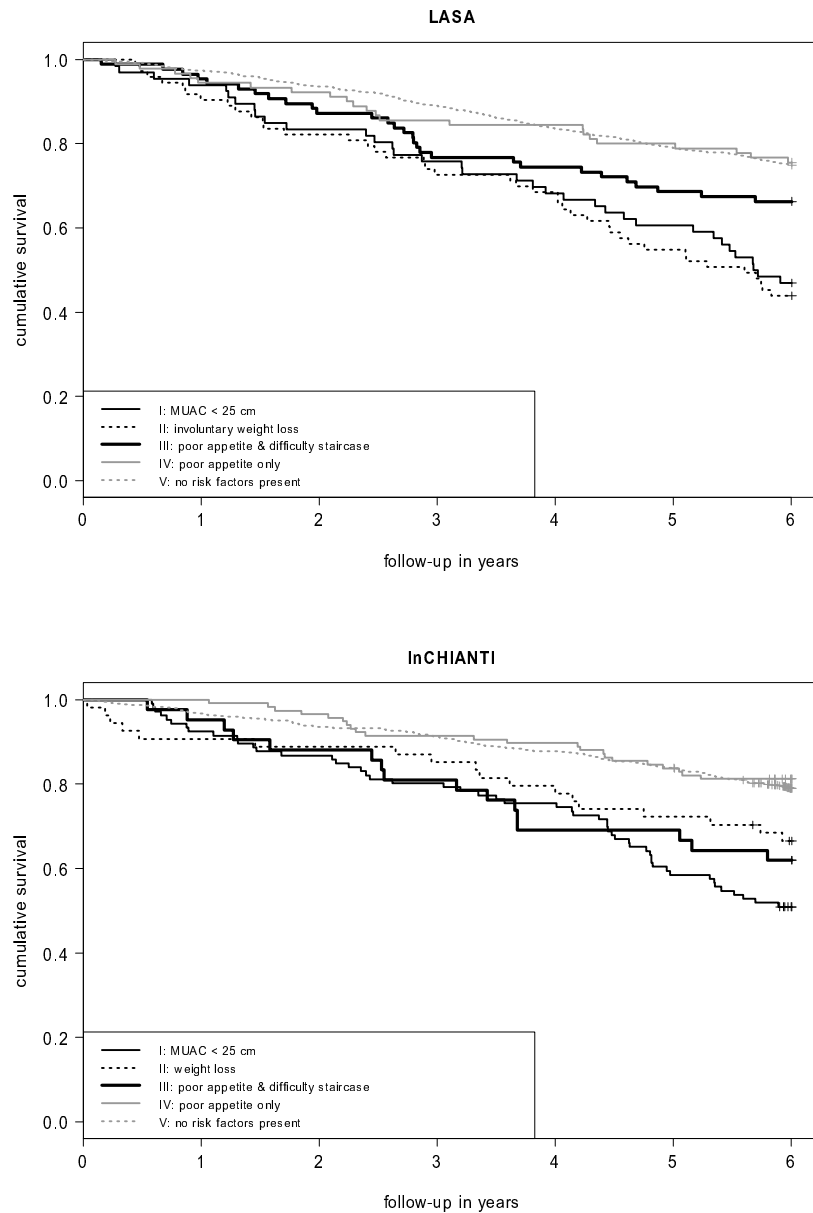 LASA
cumulative survival
1.0
0.8
0.6
0.4
0.2
0.0
I: MUAC < 25 cm
II: involuntary weight loss
III: poor appetite & difficulty staircase
IV: poor appetite only
V: no risk factors present
0 1 2 3 4 5 6
follow-up in years
InCHIANTI
cumulative survival
1.0
0.8
0.6
0.4
0.2
0.0
I: MUAC < 25 cm
II: weight loss
III: poor appetite & difficulty staircase
IV: poor appetite only
V: no risk factors present
0 1 2 3 4 5 6
follow-up in years